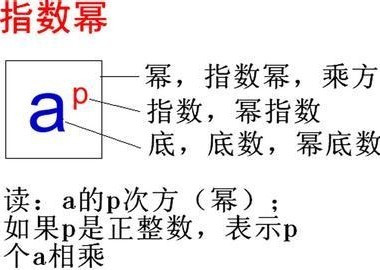 指数幂
幂，指数幂，乘方
aᵖ
指数，幂指数
底，底数，幂底数
读：a的p次方（幂）；
如果p是正整数，表示p
个a相乘